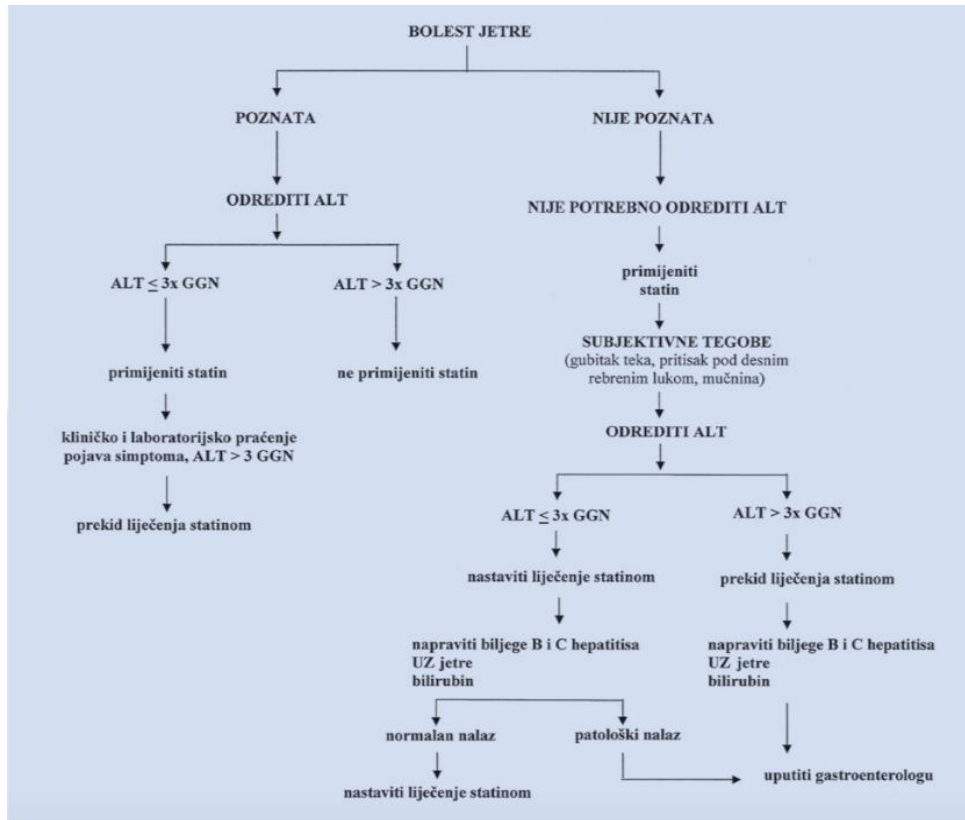 BOLEST JETRE
POZNATA
NIJE POZNATA
ODREDITI ALT
NIJE POTREBNO ODREDITI ALT
ALT ≤ 3x GGN
ALT > 3x GGN
primijeniti
statin
SUBJEKTIVNE TEGOBE
(gubitak teka, pritisak pod desnim
rebrenim lukom, mučnina)
primijeniti statin
ne primijeniti statin
ODREDITI ALT
kliničko i laboratorijsko praćenje
pojava simptoma, ALT > 3 GGN
prekid liječenja statinom
ALT ≤ 3x GGN
ALT > 3x GGN
nastaviti liječenje statinom
prekid liječenja statinom
napraviti biljege B i C hepatitisa
UZ jetre
bilirubin
napraviti biljege B i C hepatitisa
UZ jetre
bilirubin
normalan nalaz
patološki nalaz
uputiti gastroenterologu
nastaviti liječenje statinom